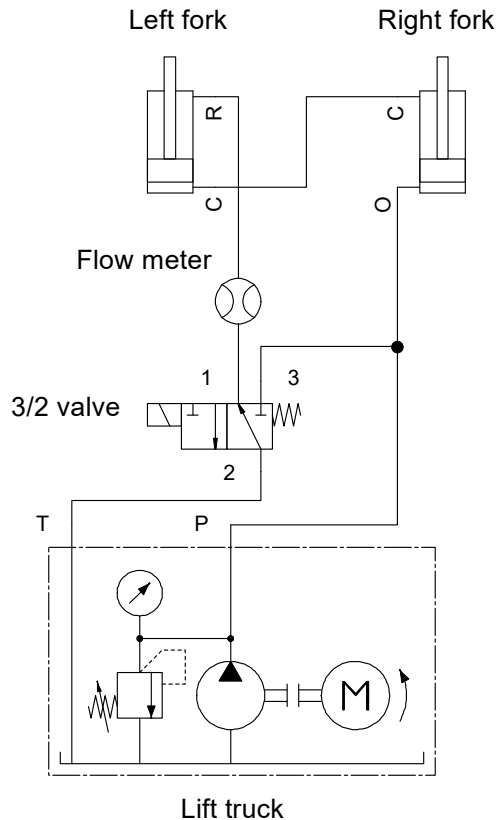 Left fork
Right fork
R
C
C
O
Flow meter
1
3
3/2 valve
2
T
P
M
Lift truck